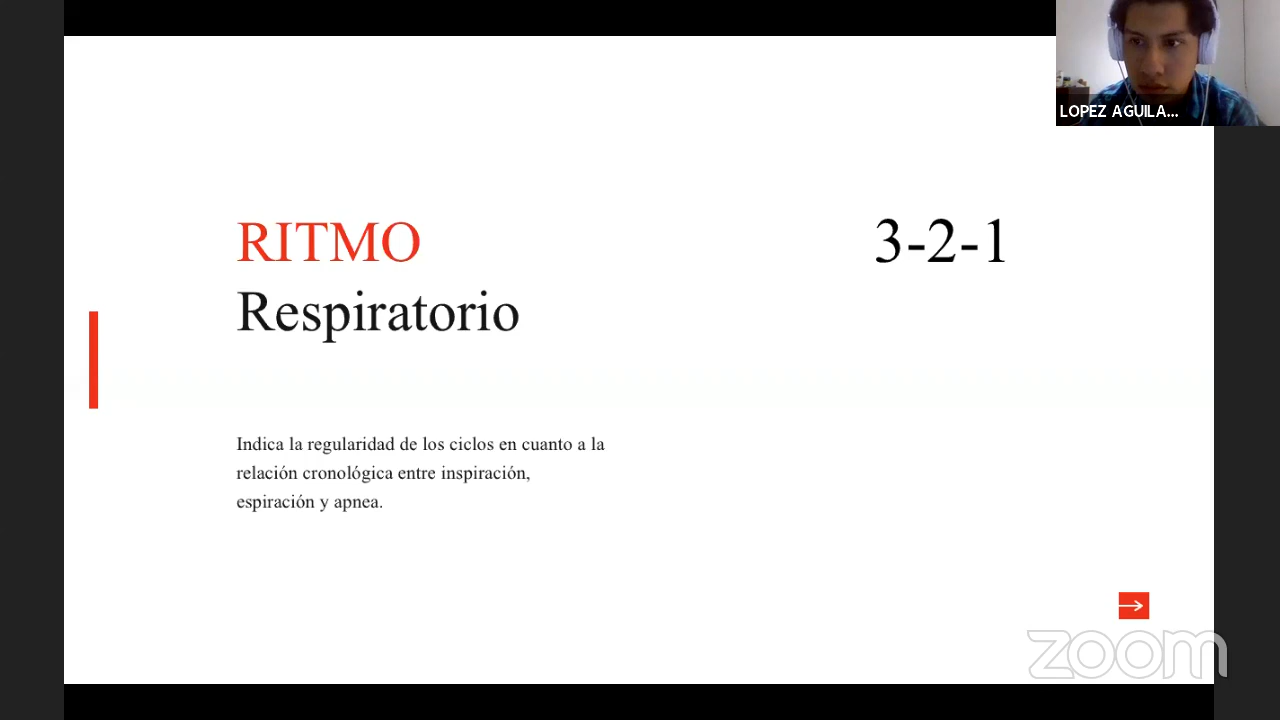 LOPEZ AGUILA...
RITMO
Respiratorio
3-2-1
Indica la regularidad de los ciclos en cuanto a la
relación cronológica entre inspiración,
espiración y apnea.
zoom